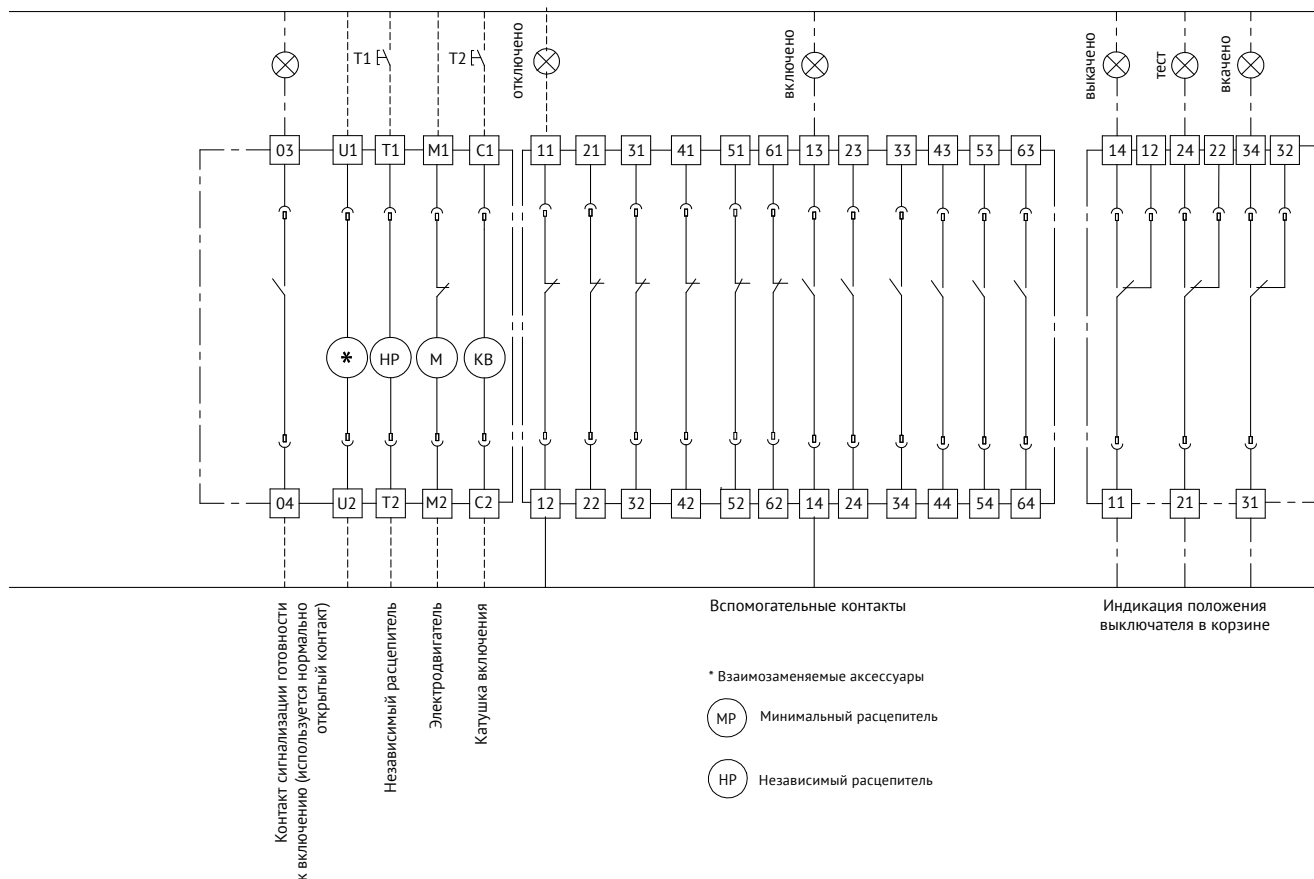 T1
T2
отключено
включено
выкачено
тест
вкачено
03 U1 T1 M1 C1 11 21 31 41 51 61 13 23 33 43 53 63 14 12 24 22 34 32
* НР М КВ
04 U2 T2 M2 C2 12 22 32 42 52 62 14 24 34 44 54 64 11 21 31
Контакт сигнализации готовности
к включению (используется нормально
открытый контакт)
Независимый расцепитель
Электродвигатель
Катушка включения
Вспомогательные контакты
Индикация положения
выключателя в корзине
* Взаимозаменяемые аксессуары
МР Минимальный расцепитель
НР Независимый расцепитель